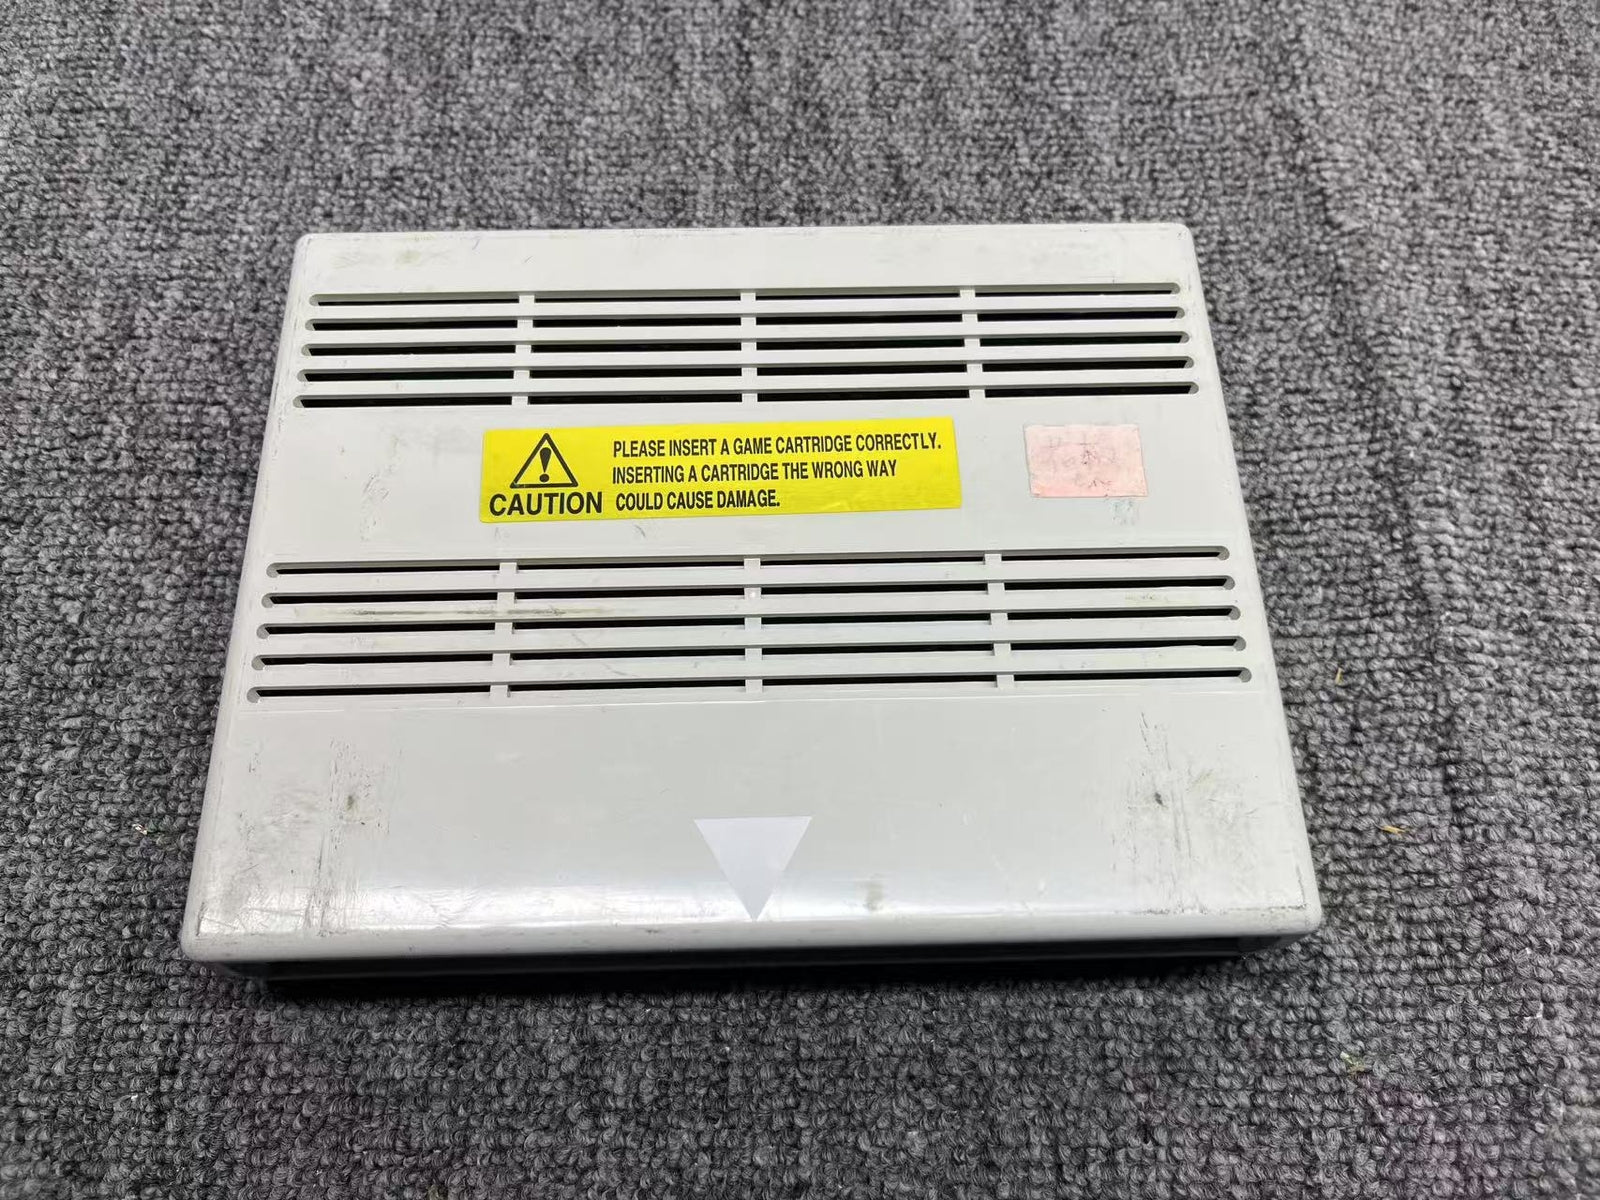 PLEASE INSERT A GAME CARTRIDGE CORRECTLY.
INSERTING A CARTRIDGE THE WRONG WAY
CAUTION COULD CAUSE DAMAGE.